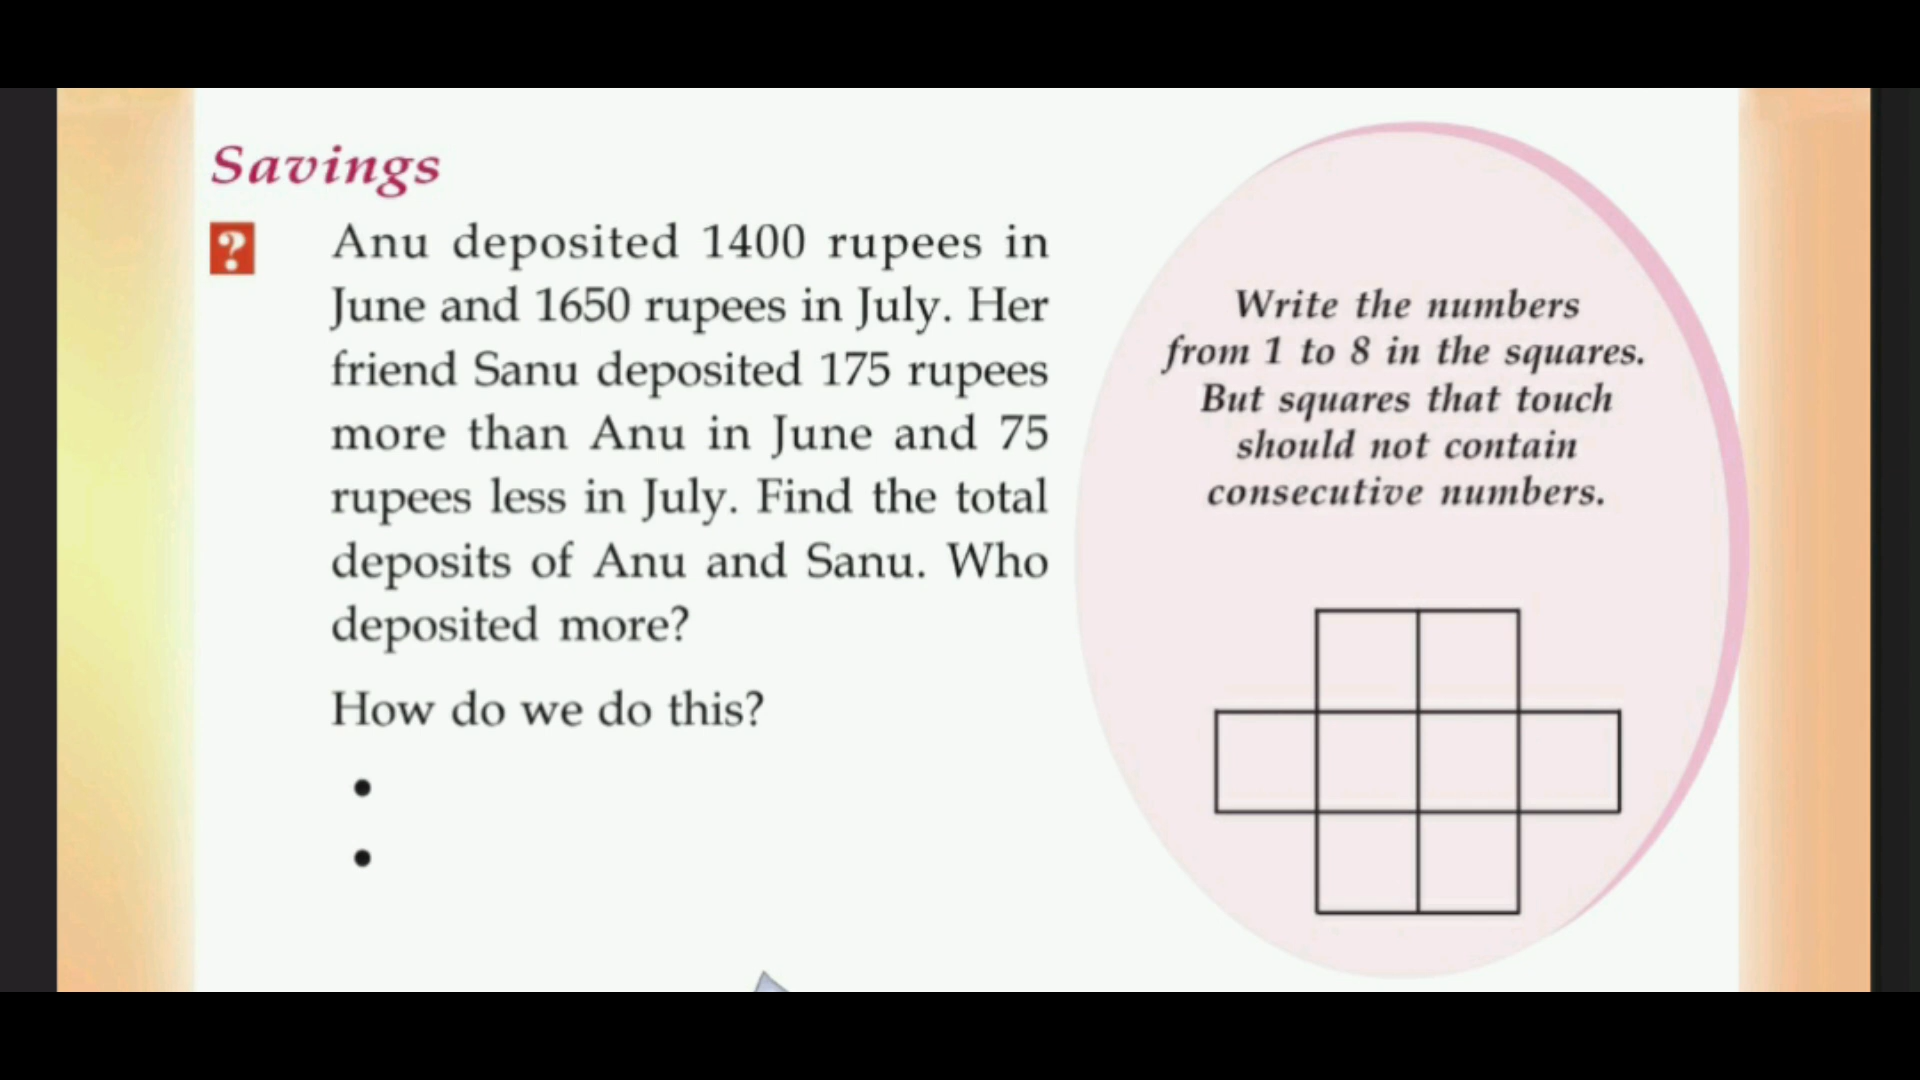 Savings
? Anu deposited 1400 rupees in
June and 1650 rupees in July. Her
friend Sanu deposited 175 rupees
more than Anu in June and 75
rupees less in July. Find the total
deposits of Anu and Sanu. Who
deposited more?
How do we do this?
•
•
Write the numbers
from 1 to 8 in the squares.
But squares that touch
should not contain
consecutive numbers.